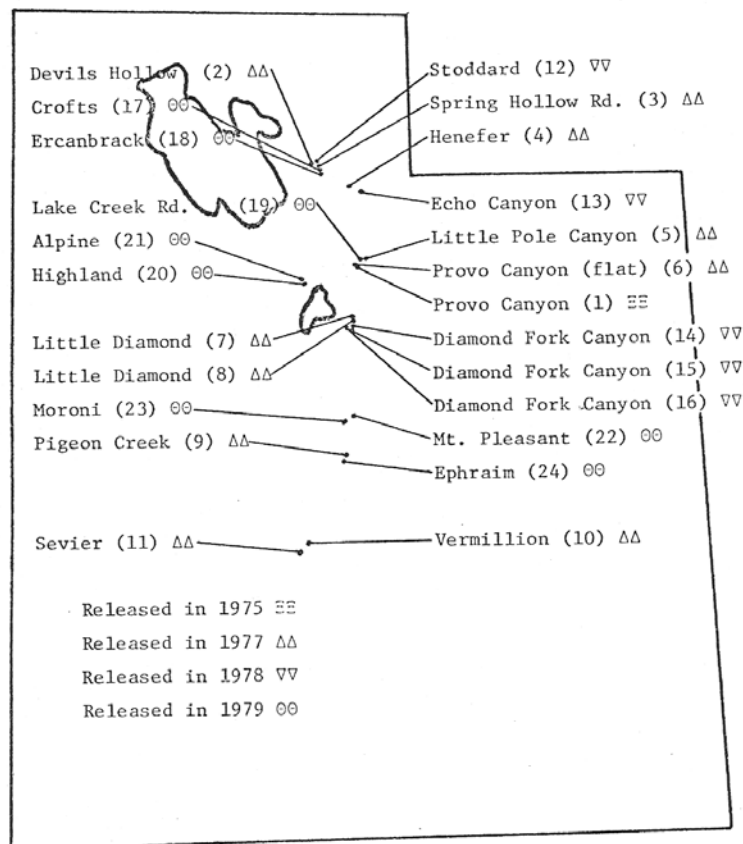 Devils Hollow (2) ΔΔ
Crofts (17) ΘΘ
Ercanbrack (18) ΘΘ
Lake Creek Rd. (19) ΘΘ
Alpine (21) ΘΘ
Highland (20) ΘΘ
Little Diamond (7) ΔΔ
Little Diamond (8) ΔΔ
Moroni (23) ΘΘ
Pigeon Creek (9) ΔΔ
Sevier (11) ΔΔ
Stoddard (12) ∇∇
Spring Hollow Rd. (3) ΔΔ
Henefer (4) ΔΔ
Echo Canyon (13) ∇∇
Little Pole Canyon (5) ΔΔ
Provo Canyon (flat) (6) ΔΔ
Provo Canyon (1) ΞΞ
Diamond Fork Canyon (14) ∇∇
Diamond Fork Canyon (15) ∇∇
Diamond Fork Canyon (16) ∇∇
Mt. Pleasant (22) ΘΘ
Ephraim (24) ΘΘ
Vermillion (10) ΔΔ
Released in 1975 ΞΞ
Released in 1977 ΔΔ
Released in 1978 ∇∇
Released in 1979 ΘΘ